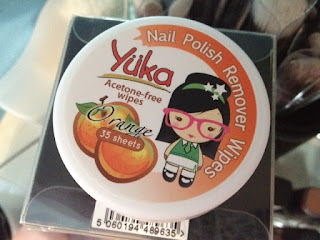 Nail Polish Remover Wipes
Yuka
Acetone-free
wipes
Orange
35 sheets
5 060194 489635 >